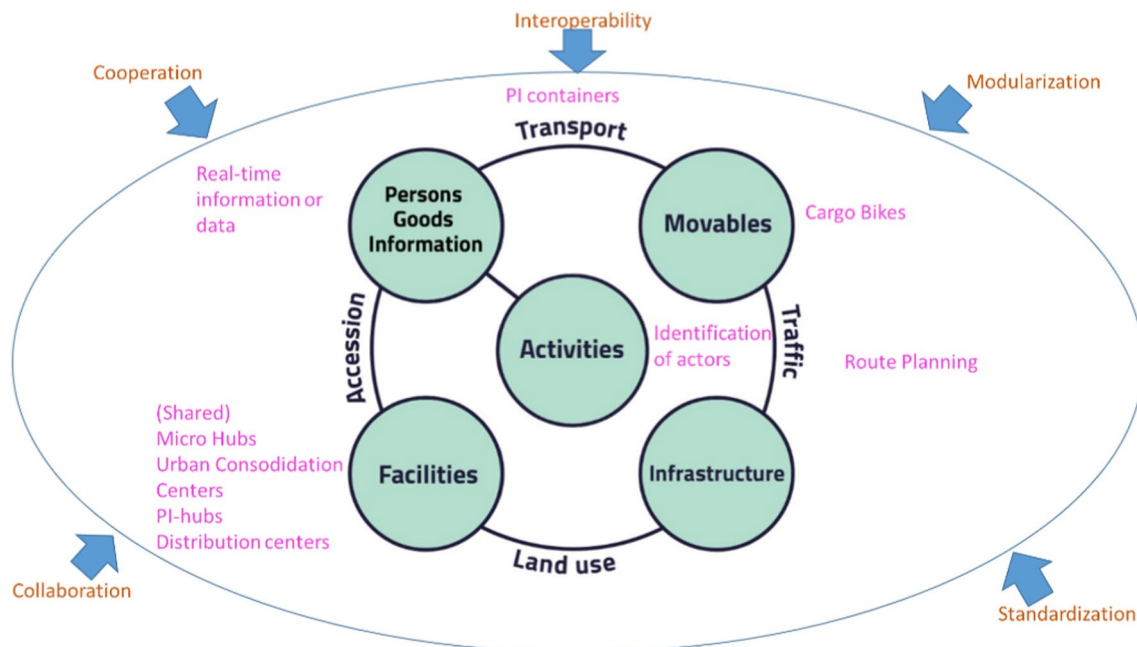 Interoperability
Cooperation
Modularization
PI containers
Transport
Real-time
information or
data
Persons
Goods
Information
Movables
Cargo Bikes
Accession
Activities
Identification
of actors
Traffic
Route Planning
(Shared)
Micro Hubs
Urban Consodidation
Centers
PI-hubs
Distribution centers
Facilities
Infrastructure
Land use
Collaboration
Standardization